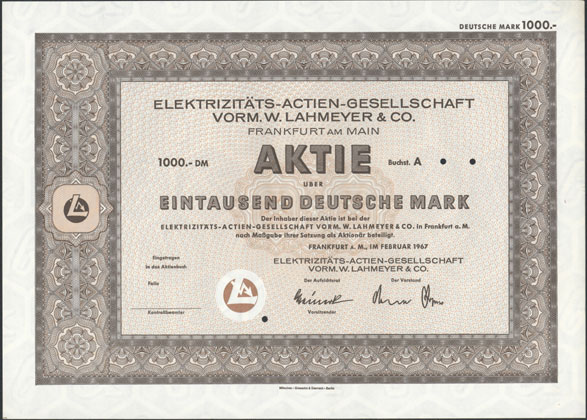 DEUTSCHE MARK 1000.-
ELEKTRIZITÄTS-ACTIEN-GESELLSCHAFT
VORM. W. LAHMEYER & CO.
FRANKFURT AM MAIN
1000.- DM AKTIE Buchst. A
ÜBER
EINTAUSEND DEUTSCHE MARK
Der Inhaber dieser Aktie ist bei der
ELEKTRIZITÄTS-ACTIEN-GESELLSCHAFT VORM. W. LAHMEYER & CO. in Frankfurt a. M.
nach Maßgabe ihrer Satzung als Aktionär beteiligt.
FRANKFURT a. M., IM FEBRUAR 1967
Eingetragen
in das Aktienbuch
Folio
Kontrollbeamter
ELEKTRIZITÄTS-ACTIEN-GESELLSCHAFT
VORM. W. LAHMEYER & CO.
Der Aufsichtsrat Der Vorstand
Vorsitzender